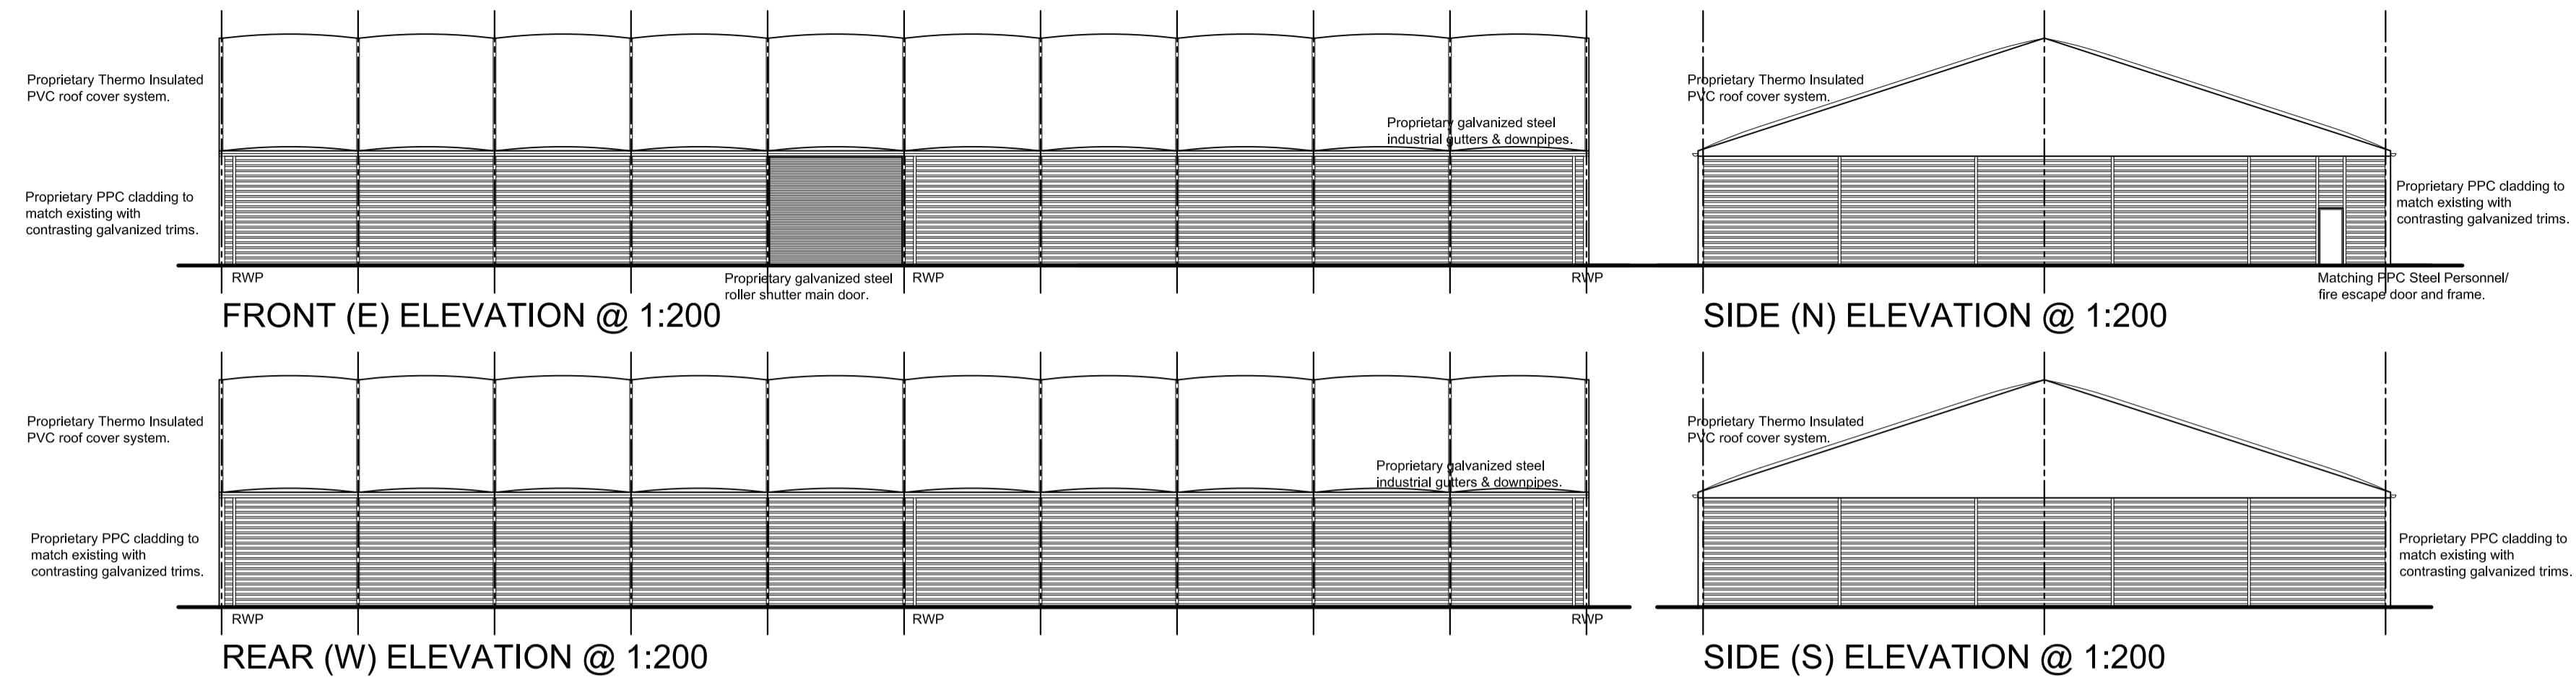 Proprietary Thermo Insulated
PVC roof cover system.
Proprietary galvanized steel
industrial gutters & downpipes.
Proprietary PPC cladding to
match existing with
contrasting galvanized trims.
RWP
Proprietary galvanized steel
roller shutter main door.
RWP
RWP
FRONT (E) ELEVATION @ 1:200
Proprietary Thermo Insulated
PVC roof cover system.
Proprietary PPC cladding to
match existing with
contrasting galvanized trims.
Matching PPC Steel Personnel/
fire escape door and frame.
SIDE (N) ELEVATION @ 1:200
Proprietary Thermo Insulated
PVC roof cover system.
Proprietary galvanized steel
industrial gutters & downpipes.
Proprietary PPC cladding to
match existing with
contrasting galvanized trims.
RWP
RWP
RWP
REAR (W) ELEVATION @ 1:200
Proprietary Thermo Insulated
PVC roof cover system.
Proprietary PPC cladding to
match existing with
contrasting galvanized trims.
SIDE (S) ELEVATION @ 1:200